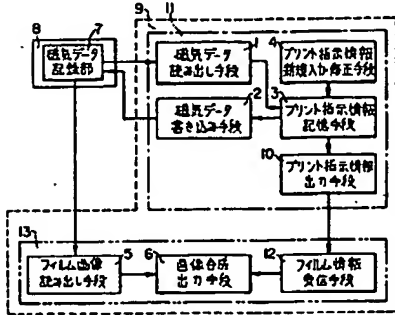 9
11
8
7
磁気データ
記録部
1
磁気データ
読み出し手段
4
プリント指示情報
新規入力・修正手段
2
磁気データ
書き込み手段
3
プリント指示情報
記憶手段
10
プリント指示情報
出力手段
13
5
フィルム画像
読み出し手段
6
画像合成
出力手段
12
フィルム情報
受信手段